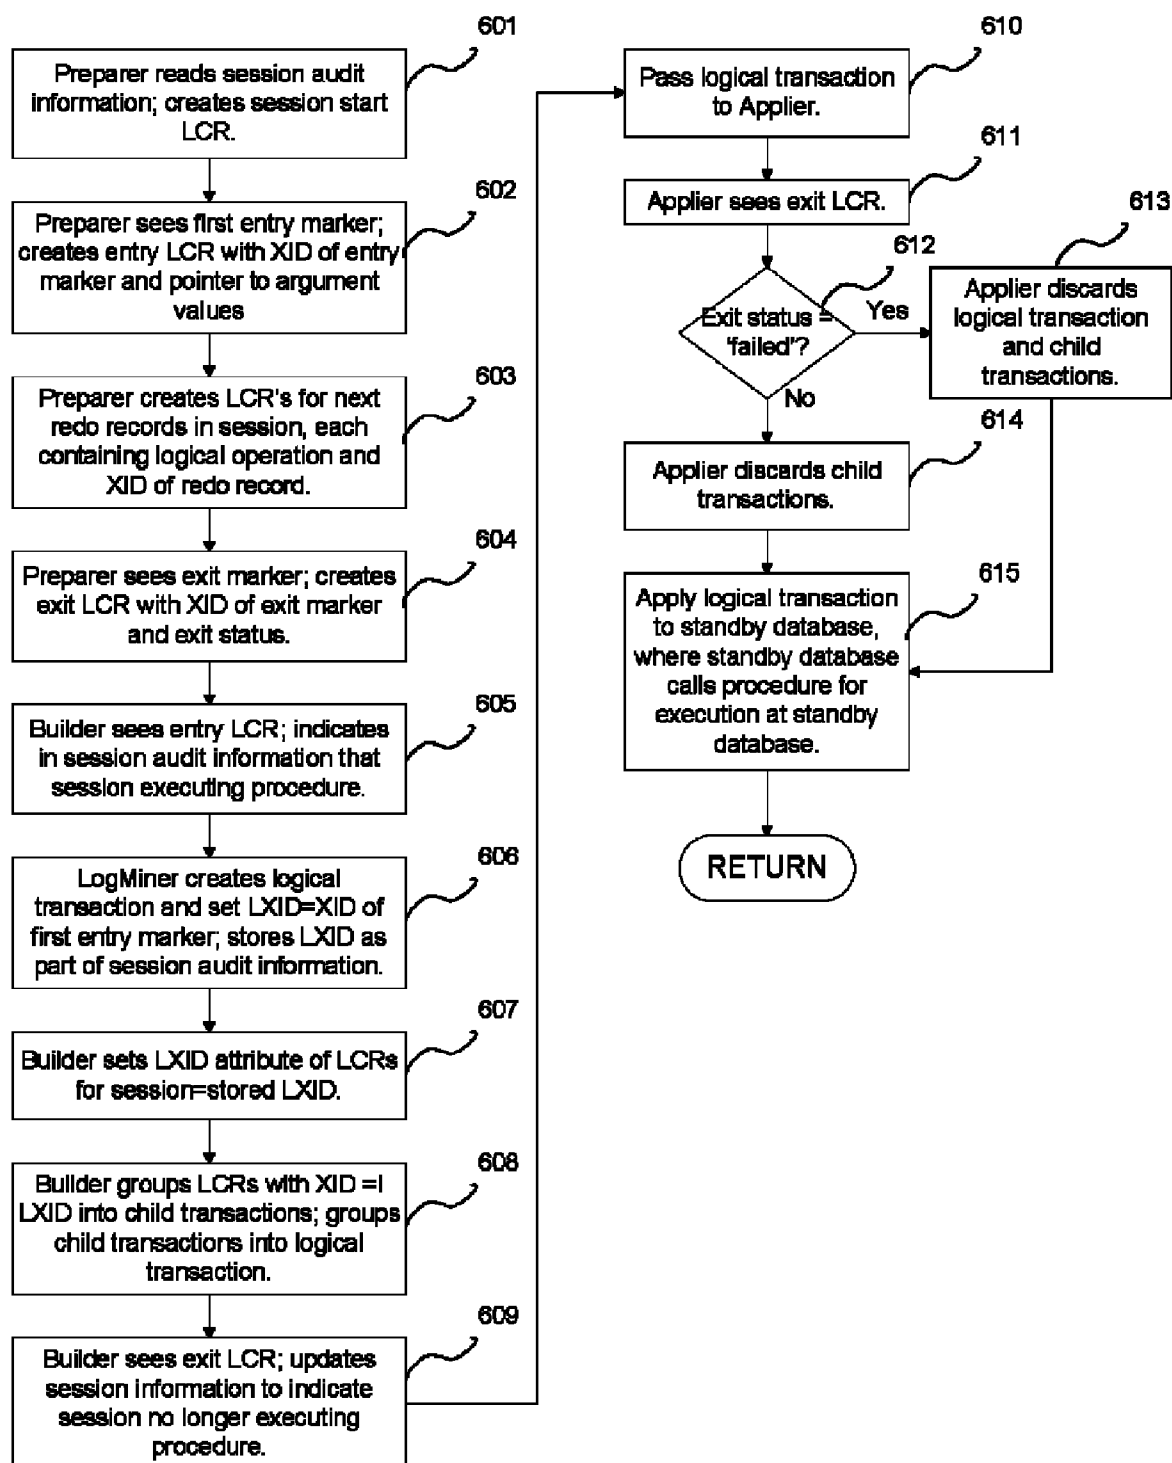 601
Preparer reads session audit
information; creates session start
LCR.
602
Preparer sees first entry marker;
creates entry LCR with XID of entry
marker and pointer to argument
values
603
Preparer creates LCR's for next
redo records in session, each
containing logical operation and
XID of redo record.
604
Preparer sees exit marker; creates
exit LCR with XID of exit marker
and exit status.
605
Builder sees entry LCR; indicates
in session audit information that
session executing procedure.
606
LogMiner creates logical
transaction and set LXID=XID of
first entry marker; stores LXID as
part of session audit information.
607
Builder sets LXID attribute of LCRs
for session=stored LXID.
608
Builder groups LCRs with XID =l
LXID into child transactions; groups
child transactions into logical
transaction.
609
Builder sees exit LCR; updates
session information to indicate
session no longer executing
procedure.
610
Pass logical transaction
to Applier.
611
Applier sees exit LCR.
612
Exit status =
'failed'?
Yes
No
613
Applier discards
logical transaction
and child
transactions.
614
Applier discards child
transactions.
615
Apply logical transaction
to standby database,
where standby database
calls procedure for
execution at standby
database.
RETURN